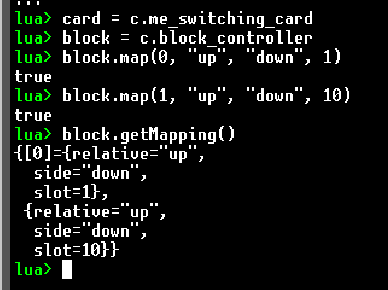 ...
lua> card = c.me_switching_card
lua> block = c.block_controller
lua> block.map(0, "up", "down", 1)
true
lua> block.map(1, "up", "down", 10)
true
lua> block.getMapping()
{[0]={relative="up",
  side="down",
  slot=1},
 {relative="up",
  side="down",
  slot=10}}
lua>